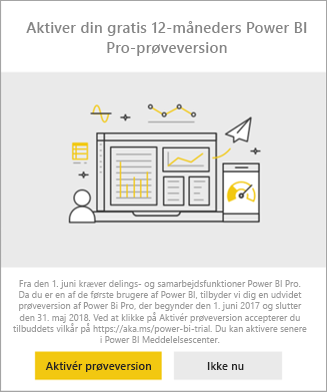 Aktiver din gratis 12-måneders Power BI
Pro-prøveversion
Fra den 1. juni kræver delings- og samarbejdsfunktioner Power BI Pro.
Da du er en af de første brugere af Power BI, tilbyder vi dig en udvidet
prøveversion af Power Bi Pro, der begynder den 1. juni 2017 og slutter
den 31. maj 2018. Ved at klikke på Aktivér prøveversion accepterer du
tilbuddets vilkår på https://aka.ms/power-bi-trial. Du kan aktivere senere
i Power BI Meddelelsescenter.
Aktivér prøveversion
Ikke nu